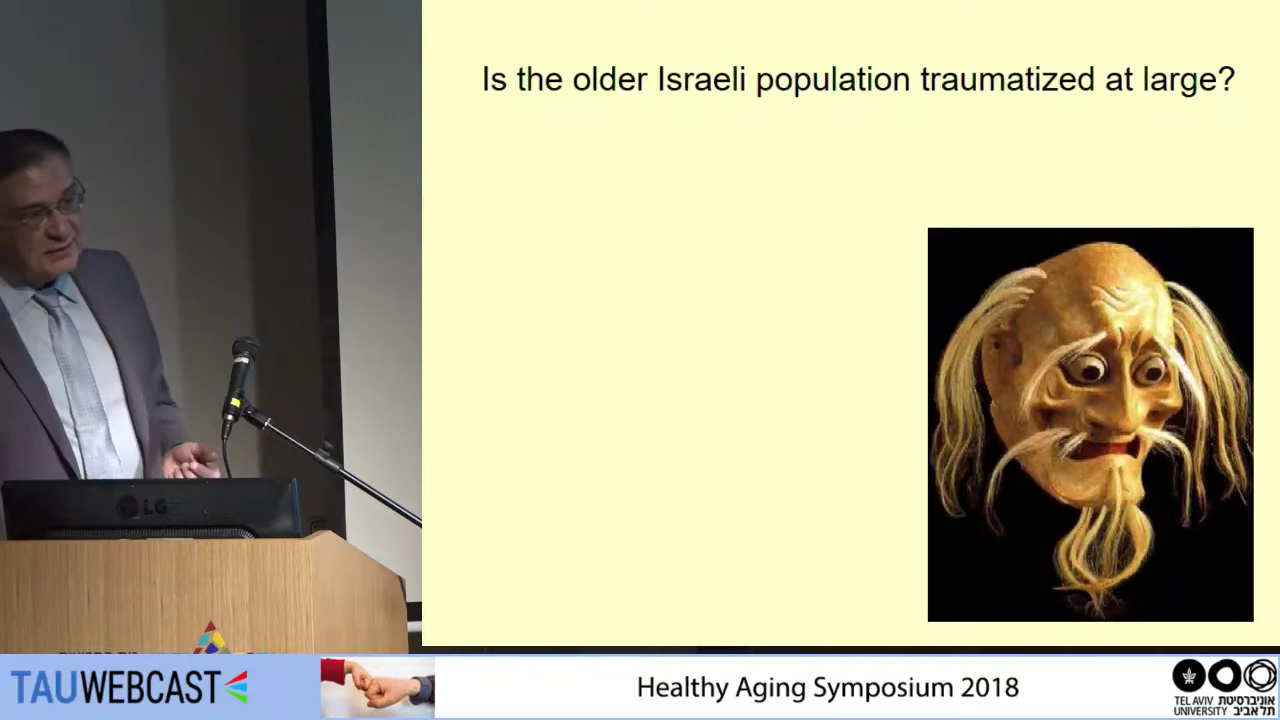 Is the older Israeli population traumatized at large?
LG
TAUWEBCAST
Healthy Aging Symposium 2018
TEL AVIV אוניברסיטת
UNIVERSITY תל אביב